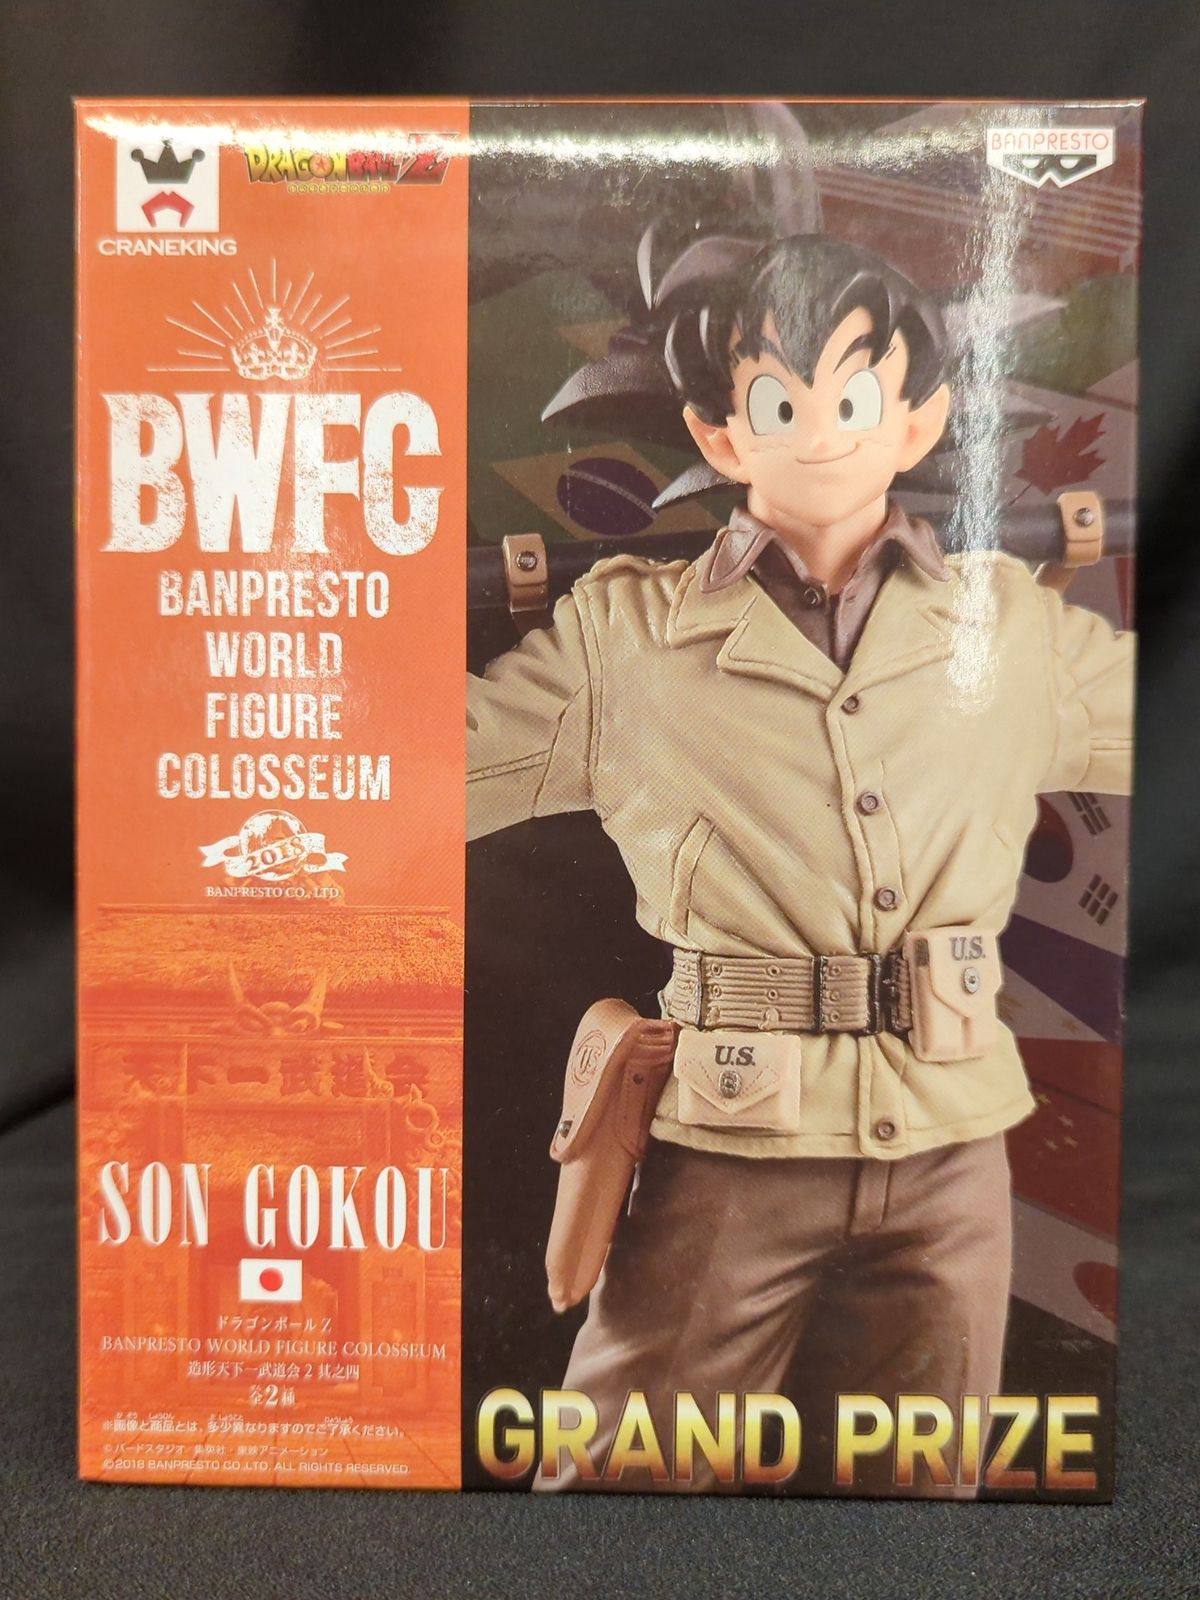 CRANEKING
DRAGONBALL Z
BANPRESTO
BWFC
BANPRESTO
WORLD
FIGURE
COLOSSEUM
2018
BANPRESTO CO., LTD.
天下一武道会
SON GOKOU
ドラゴンボールZ
BANPRESTO WORLD FIGURE COLOSSEUM
造形天下一武道会2 其之四
全2種
※画像と商品とは、多少異なりますのでご了承ください。
©バードスタジオ/集英社・東映アニメーション
©2018 BANPRESTO CO.,LTD. ALL RIGHTS RESERVED.
U.S.
U.S.
US
GRAND PRIZE